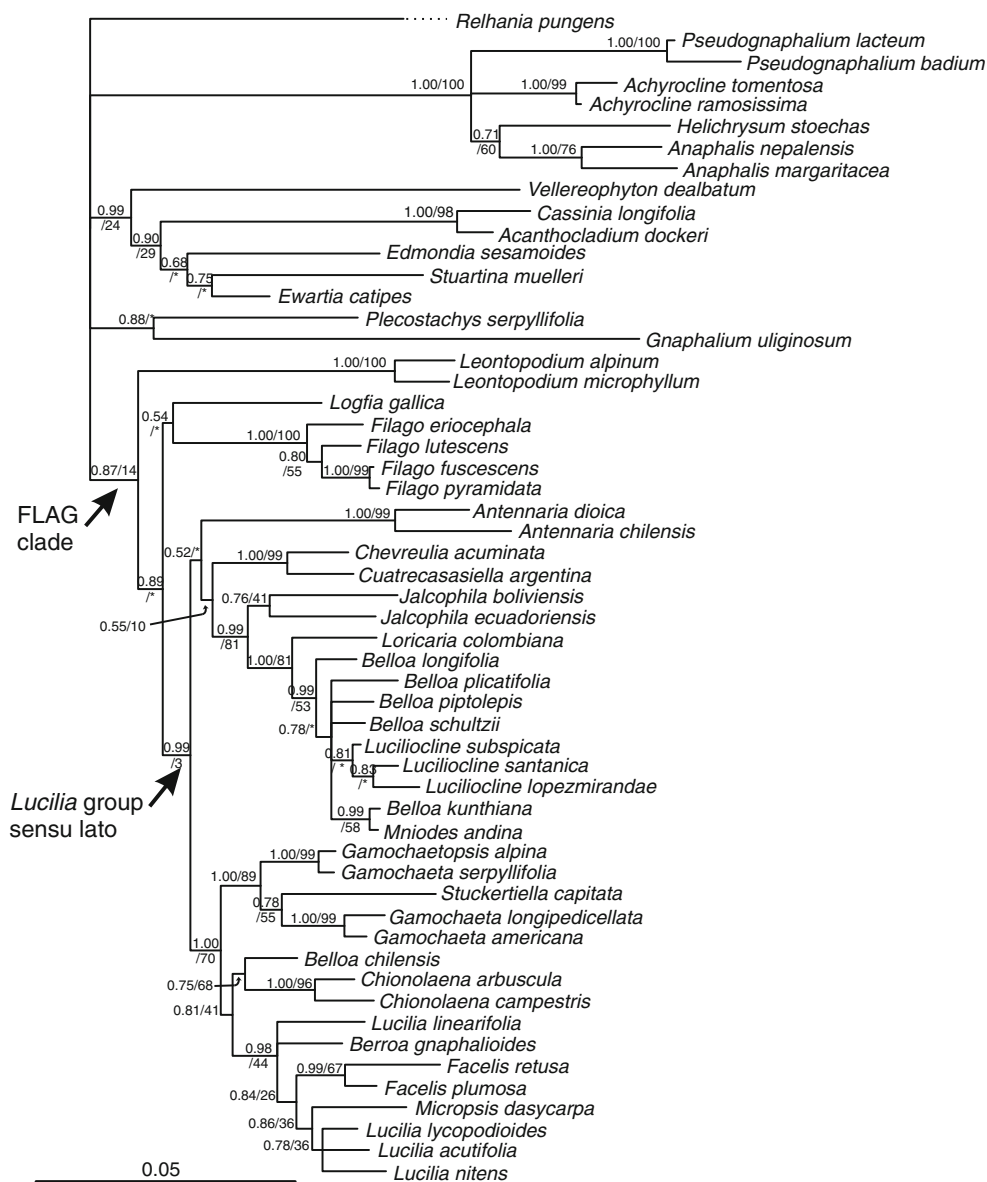 Relhania pungens
1.00/100
Pseudognaphalium lacteum
Pseudognaphalium badium
1.00/100
1.00/99
Achyrocline tomentosa
Achyrocline ramosissima
0.71
/60
Helichrysum stoechas
1.00/76
Anaphalis nepalensis
Anaphalis margaritacea
0.99
/24
Vellereophyton dealbatum
0.90
/29
1.00/98
Cassinia longifolia
Acanthocladium dockeri
0.68
/*
Edmondia sesamoides
0.75
/*
Stuartina muelleri
Ewartia catipes
0.88/*
Plecostachys serpyllifolia
Gnaphalium uliginosum
1.00/100
Leontopodium alpinum
Leontopodium microphyllum
0.54
/*
Logfia gallica
1.00/100
Filago eriocephala
0.80
/55
Filago lutescens
1.00/99
Filago fuscescens
Filago pyramidata
0.87/14
FLAG
clade
1.00/99
Antennaria dioica
Antennaria chilensis
0.52/*
1.00/99
Chevreulia acuminata
Cuatrecasasiella argentina
0.89
/*
0.55/10
0.76/41
Jalcophila boliviensis
Jalcophila ecuadoriensis
0.99
/81
Loricaria colombiana
1.00/81
Belloa longifolia
0.99
/53
Belloa plicatifolia
Belloa piptolepis
0.78/*
Belloa schultzii
0.81
/ *
Luciliocline subspicata
0.83
/*
Luciliocline santanica
Luciliocline lopezmirandae
0.99
/58
Belloa kunthiana
Mniodes andina
0.99
/3
Lucilia group
sensu lato
1.00/99
Gamochaetopsis alpina
Gamochaeta serpyllifolia
1.00/89
0.78
/55
Stuckertiella capitata
1.00/99
Gamochaeta longipedicellata
Gamochaeta americana
1.00
/70
Belloa chilensis
0.75/68
1.00/96
Chionolaena arbuscula
Chionolaena campestris
0.81/41
Lucilia linearifolia
0.98
/44
Berroa gnaphalioides
0.99/67
Facelis retusa
Facelis plumosa
0.84/26
Micropsis dasycarpa
0.86/36
Lucilia lycopodioides
0.78/36
Lucilia acutifolia
Lucilia nitens
0.05